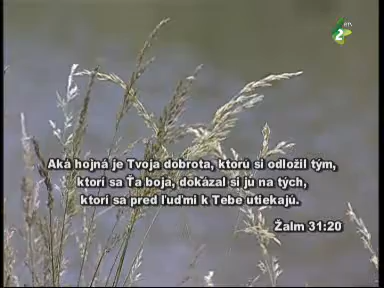 2
Aká hojná je Tvoja dobrota, ktorú si odložil tým,
ktorí sa Ťa boja, dokázal si ju na tých,
ktorí sa pred ľuďmi k Tebe utiekajú.
Žalm 31:20